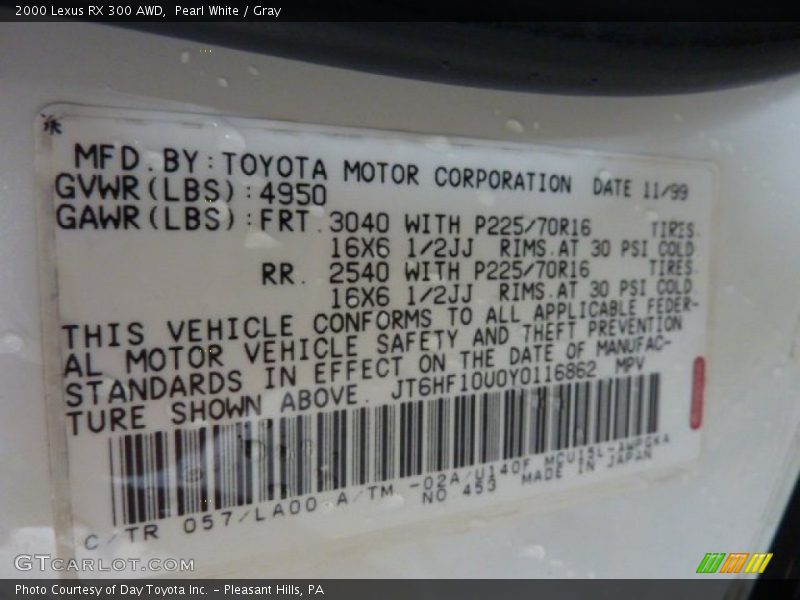 2000 Lexus RX 300 AWD, Pearl White / Gray
MFD.BY:TOYOTA MOTOR CORPORATION DATE 11/99
GVWR(LBS):4950
GAWR(LBS):FRT.3040 WITH P225/70R16 TIRES.
16X6 1/2JJ RIMS.AT 30 PSI COLD
RR. 2540 WITH P225/70R16 TIRES.
16X6 1/2JJ RIMS.AT 30 PSI COLD.
THIS VEHICLE CONFORMS TO ALL APPLICABLE FEDER-
AL MOTOR VEHICLE SAFETY AND THEFT PREVENTION
STANDARDS IN EFFECT ON THE DATE OF MANUFAC-
TURE SHOWN ABOVE. JT6HF10U0Y0116862 MPV
C/TR 057/LA00 A/TM -02A/U140F MCU15L-AWPGKA
NO 453 MADE IN JAPAN
GTCARLOT.COM
Photo Courtesy of Day Toyota Inc. - Pleasant Hills, PA